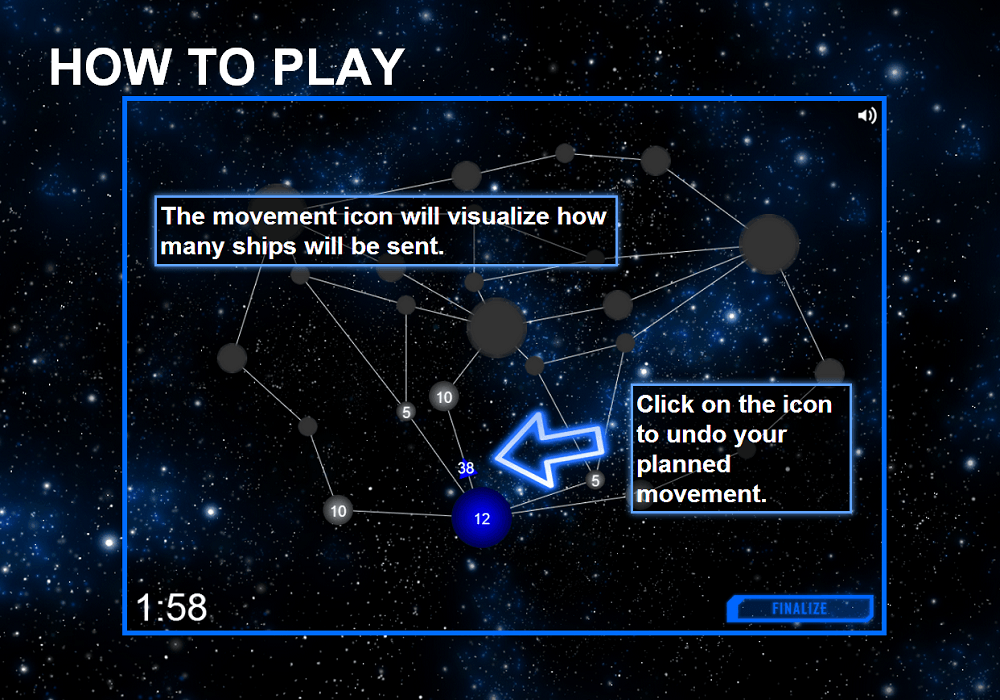 HOW TO PLAY
The movement icon will visualize how
many ships will be sent.
10
5
Click on the icon
to undo your
planned
movement.
38
5
10
12
1:58
FINALIZE